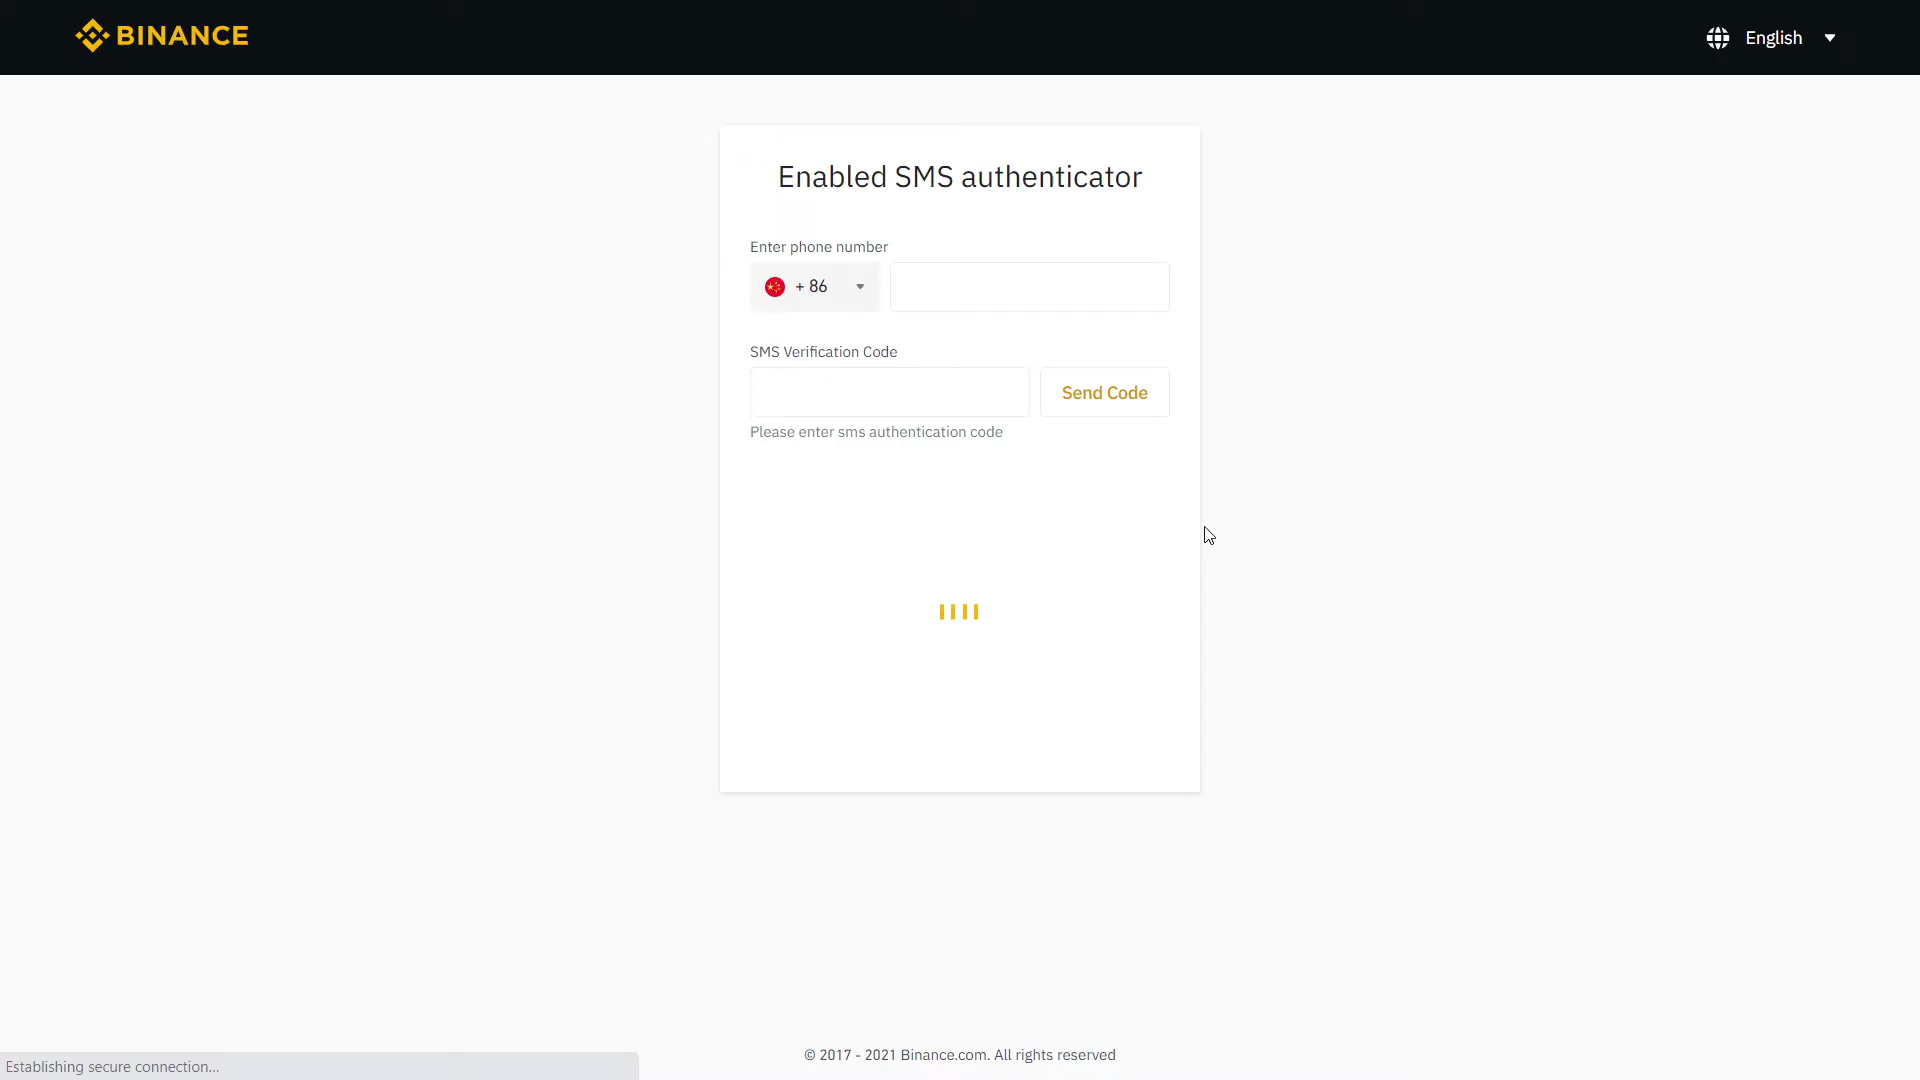 BINANCE
English
Enabled SMS authenticator
Enter phone number
+ 86
SMS Verification Code
Send Code
Please enter sms authentication code
© 2017 - 2021 Binance.com. All rights reserved
Establishing secure connection...